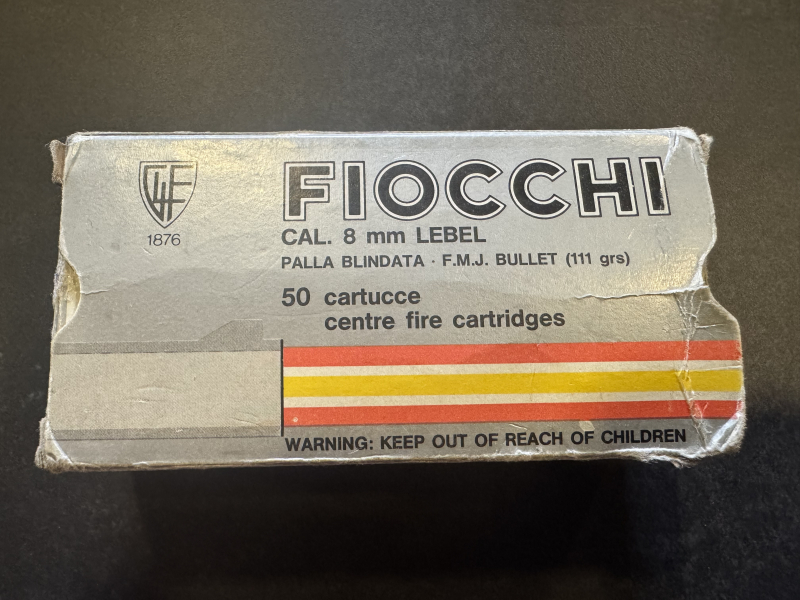 GFL
1876
FIOCCHI
CAL. 8 mm LEBEL
PALLA BLINDATA · F.M.J. BULLET (111 grs)
50 cartucce
centre fire cartridges
WARNING: KEEP OUT OF REACH OF CHILDREN